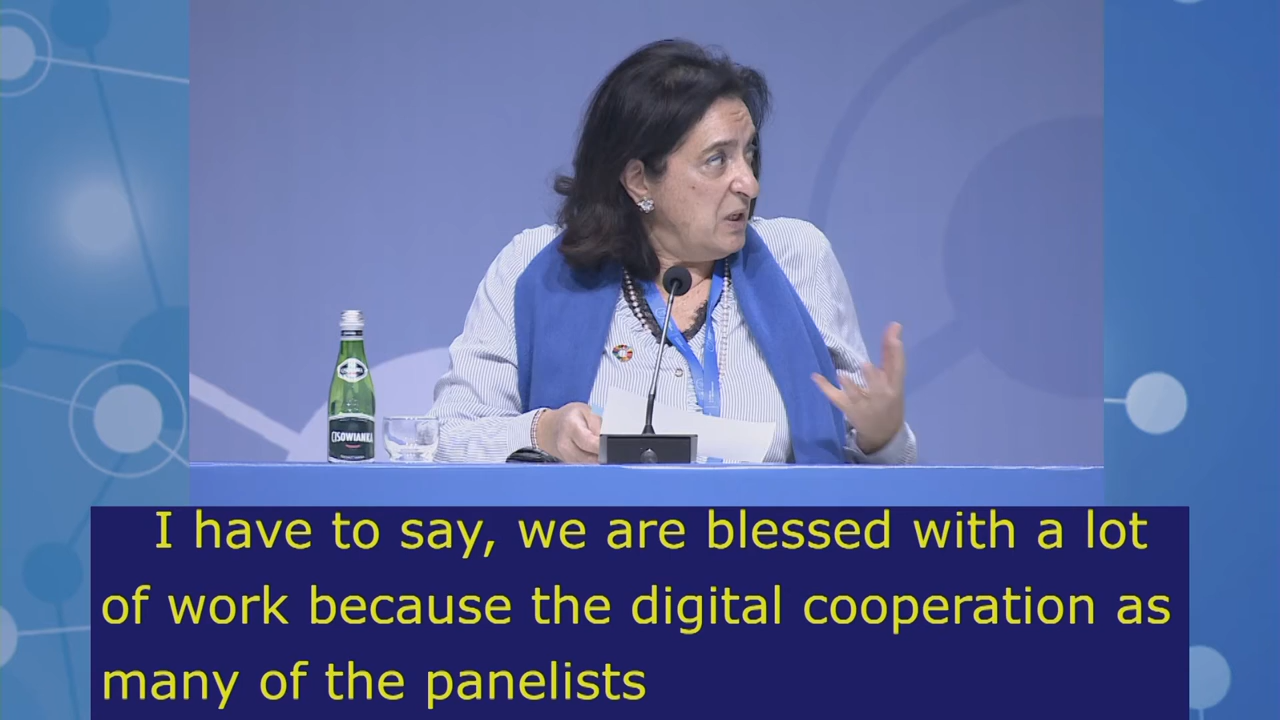 CISOWIANKA
I have to say, we are blessed with a lot
of work because the digital cooperation as
many of the panelists